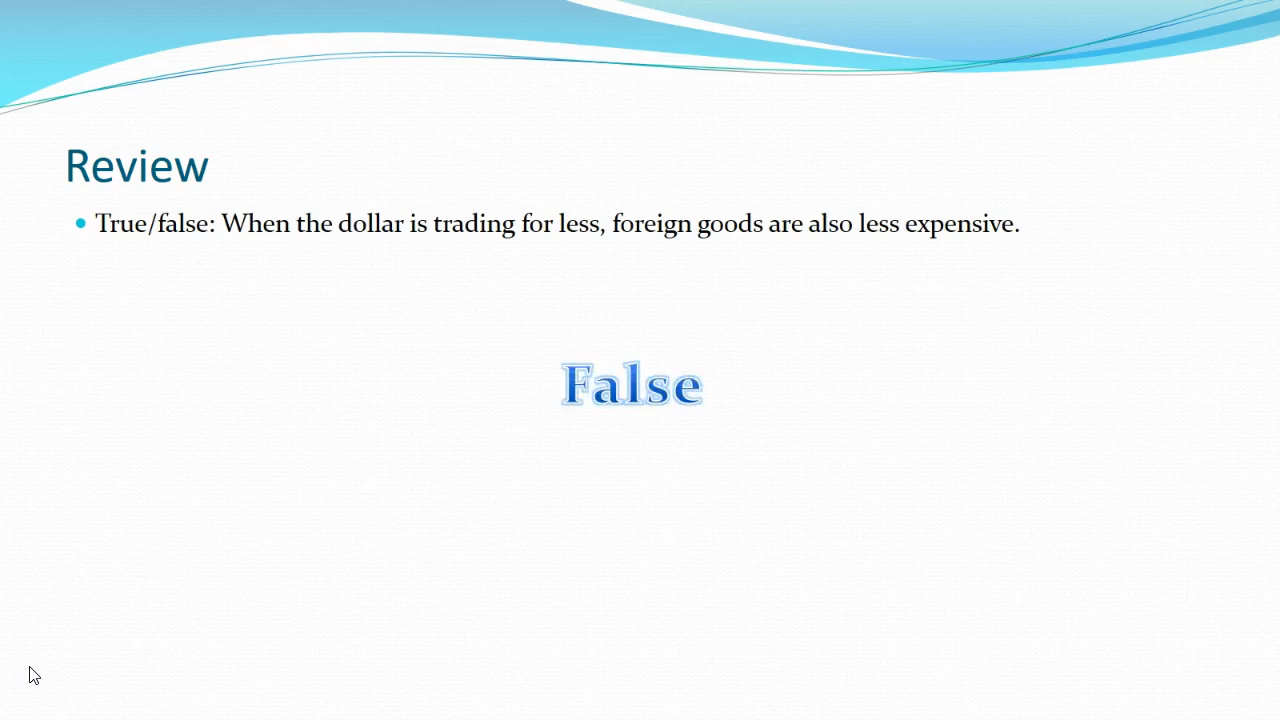 Review
True/false: When the dollar is trading for less, foreign goods are also less expensive.
False